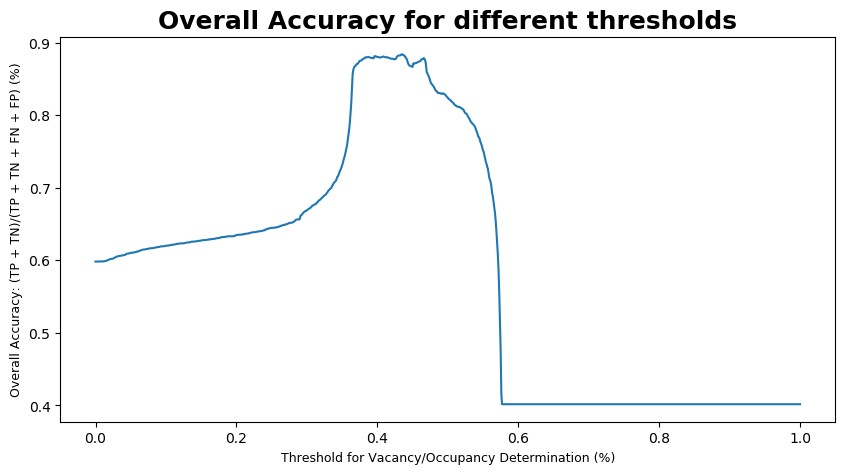 Overall Accuracy for different thresholds
Overall Accuracy: (TP + TN)/(TP + TN + FN + FP) (%)
0.9
0.8
0.7
0.6
0.5
0.4
0.0 0.2 0.4 0.6 0.8 1.0
Threshold for Vacancy/Occupancy Determination (%)